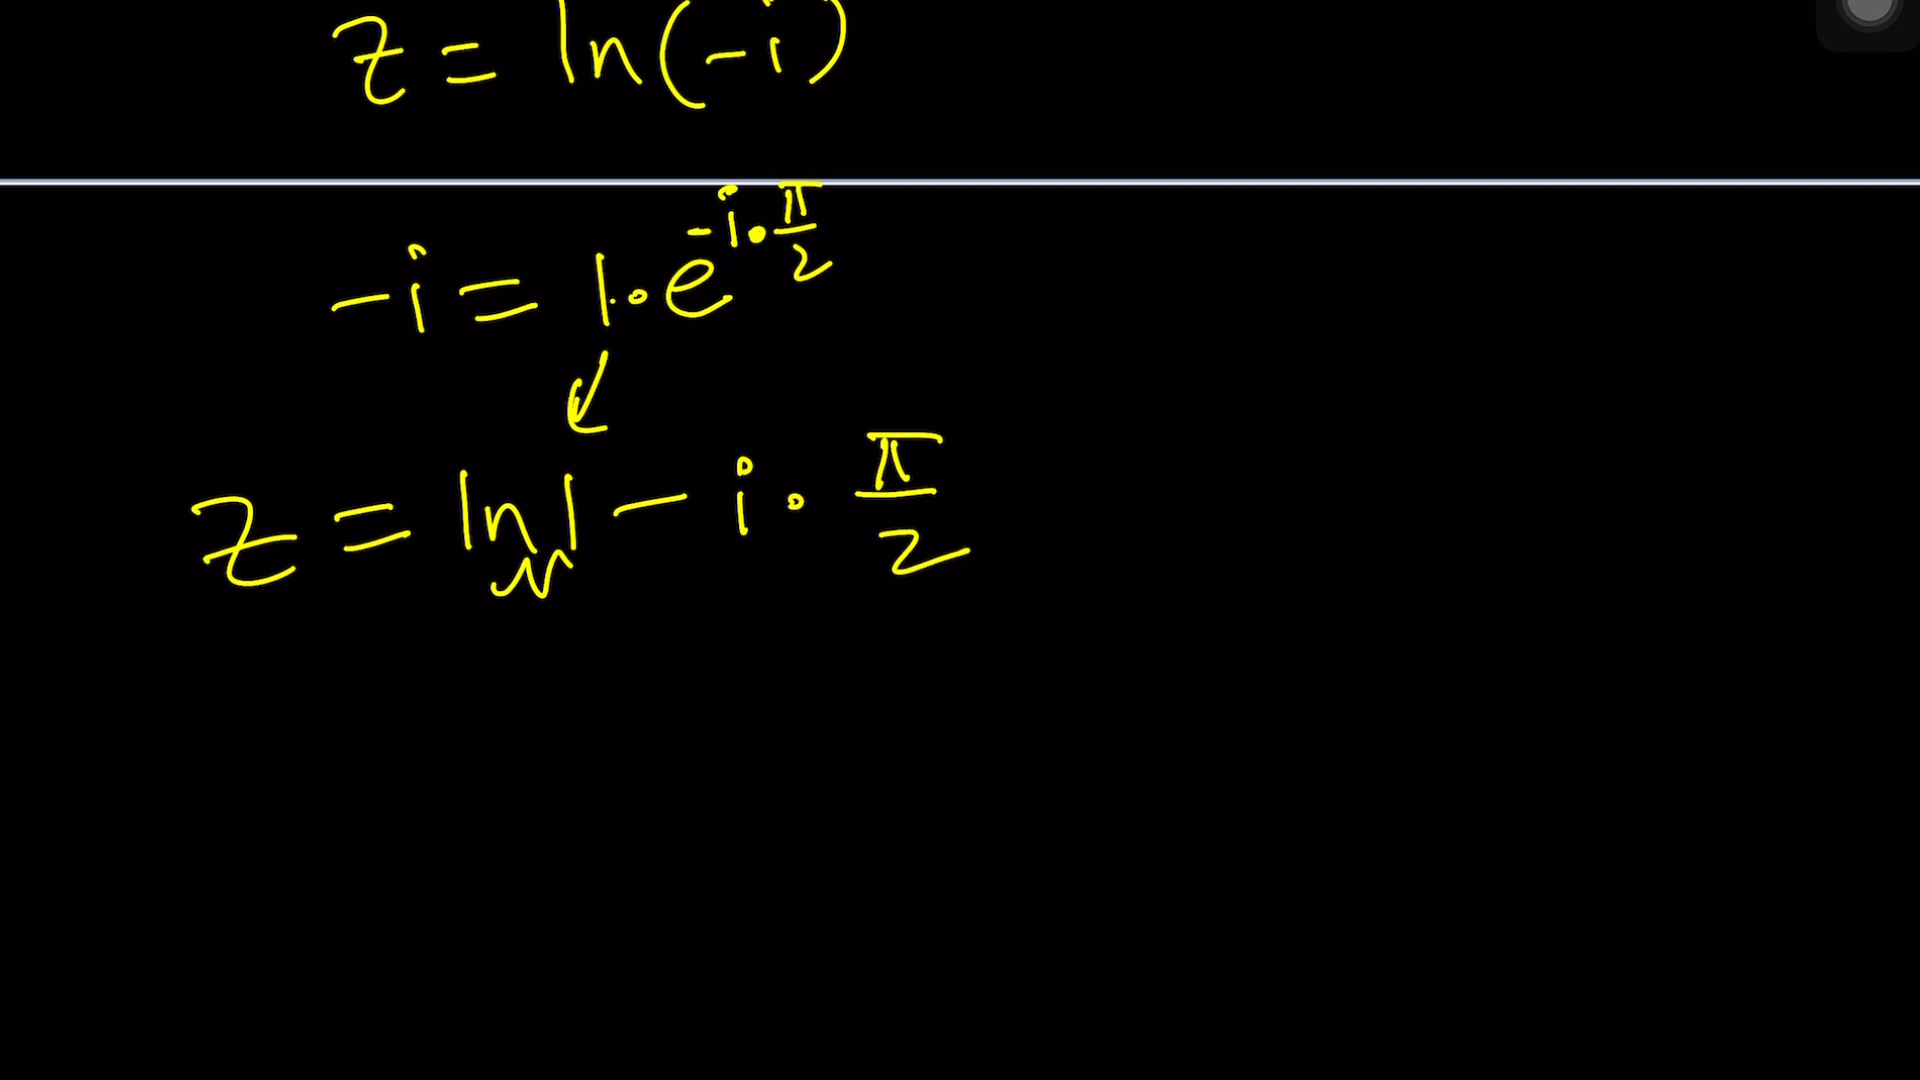 z = ln(-i)
-i = 1·e^{-i·π/2}
z = ln1 - i·π/2